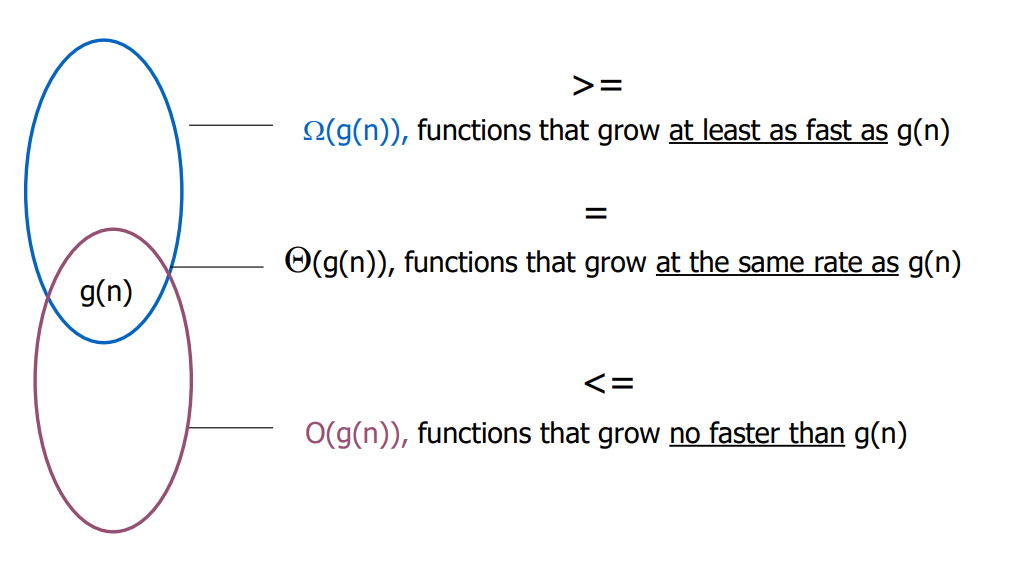 >=
Ω(g(n)), functions that grow at least as fast as g(n)
=
Θ(g(n)), functions that grow at the same rate as g(n)
g(n)
<=
O(g(n)), functions that grow no faster than g(n)